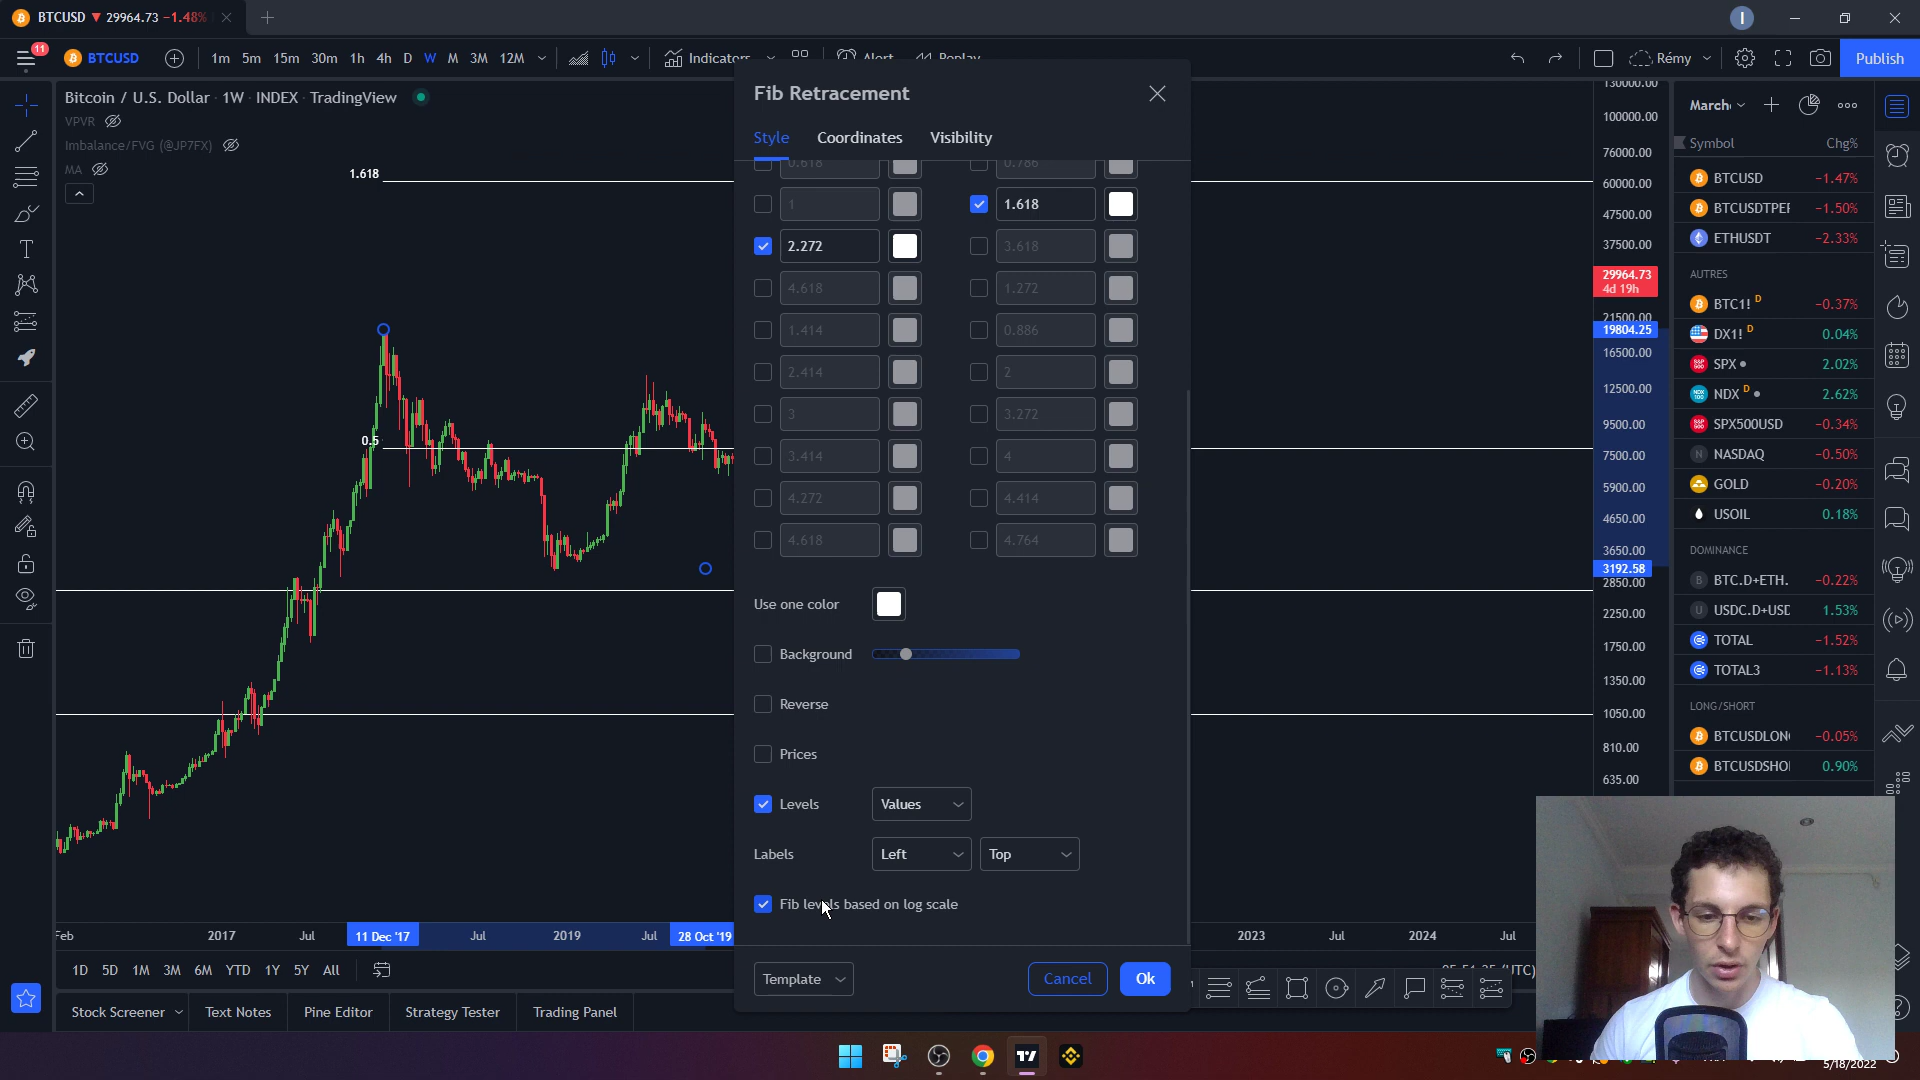 BTCUSD ▼ 29964.73 −1.48%
I
11
BTCUSD
1m 5m 15m 30m 1h 4h D W M 3M 12M
Indicators
Alert
Replay
Rémy
Publish
Bitcoin / U.S. Dollar · 1W · INDEX · TradingView
VPVR
Imbalance/FVG (@JP7FX)
MA
1.618
0.5
Fib Retracement
Style Coordinates Visibility
0.618 0.786
1 1.618
2.272 3.618
4.618 1.272
1.414 0.886
2.414 2
3 3.272
3.414 4
4.272 4.414
4.618 4.764
Use one color
Background
Reverse
Prices
Levels Values
Labels Left Top
Fib levels based on log scale
Template Cancel Ok
130000.00
100000.00
76000.00
60000.00
47500.00
37500.00
29964.73
4d 19h
21500.00
19804.25
16500.00
12500.00
9500.00
7500.00
5900.00
4650.00
3650.00
3192.58
2850.00
2250.00
1750.00
1350.00
1050.00
810.00
635.00
Symbol Chg%
BTCUSD −1.47%
−1.50%
ETHUSDT −2.33%
AUTRES
BTC1! D −0.37%
DX1! D 0.04%
SPX 2.02%
NDX D 2.62%
SPX500USD −0.34%
NASDAQ −0.50%
GOLD −0.20%
USOIL 0.18%
DOMINANCE
BTC.D+ETH. −0.22%
USDC.D+USD 1.53%
TOTAL −1.52%
TOTAL3 −1.13%
LONG/SHORT
BTCUSDLON −0.05%
BTCUSDSHO 0.90%
Feb 2017 Jul 11 Dec '17 Jul 2019 Jul 28 Oct '19 2023 Jul 2024 Jul
1D 5D 1M 3M 6M YTD 1Y 5Y All
(UTC)
Stock Screener Text Notes Pine Editor Strategy Tester Trading Panel
5/18/2022